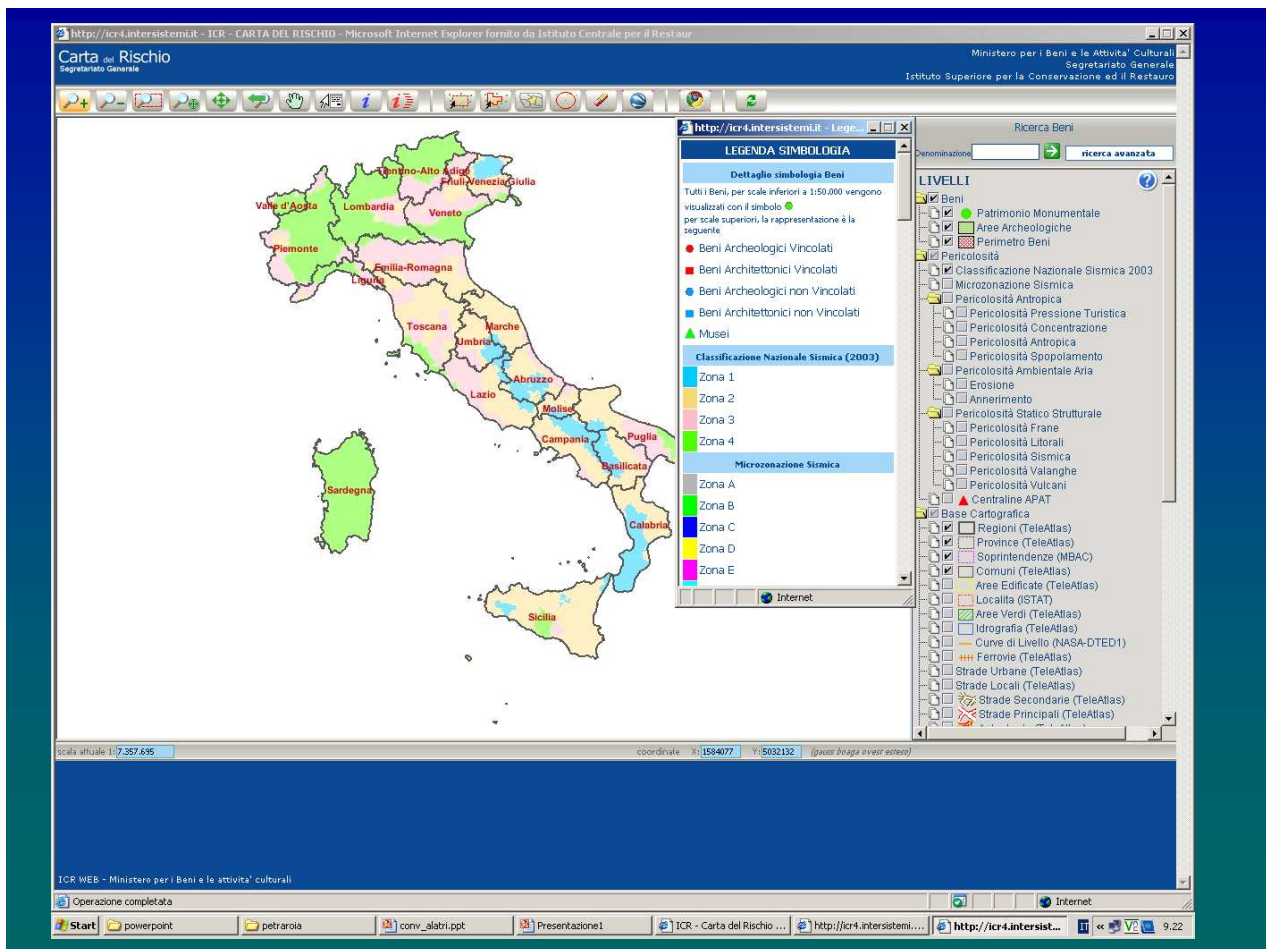 http://icr4.intersistemi.it - ICR - CARTA DEL RISCHIO - Microsoft Internet Explorer fornito da Istituto Centrale per il Restaur
Carta del Rischio
Segretariato Generale
Ministero per i Beni e le Attivita' Culturali
Segretariato Generale
Istituto Superiore per la Conservazione ed il Restauro
Trentino-Alto Adige
Friuli-Venezia Giulia
Valle d'Aosta
Lombardia
Veneto
Piemonte
Emilia-Romagna
Liguria
Toscana
Marche
Umbria
Abruzzo
Lazio
Molise
Campania
Puglia
Basilicata
Sardegna
Calabria
Sicilia
http://icr4.intersistemi.it - Lege...
LEGENDA SIMBOLOGIA
Dettaglio simbologia Beni
Tutti i Beni, per scale inferiori a 1:50.000 vengono
visualizzati con il simbolo
per scale superiori, la rappresentazione è la
seguente
Beni Archeologici Vincolati
Beni Architettonici Vincolati
Beni Archeologici non Vincolati
Beni Architettonici non Vincolati
Musei
Classificazione Nazionale Sismica (2003)
Zona 1
Zona 2
Zona 3
Zona 4
Microzonazione Sismica
Zona A
Zona B
Zona C
Zona D
Zona E
Internet
Ricerca Beni
Denominazione
ricerca avanzata
LIVELLI
Beni
Patrimonio Monumentale
Aree Archeologiche
Perimetro Beni
Pericolosità
Classificazione Nazionale Sismica 2003
Microzonazione Sismica
Pericolosità Antropica
Pericolosità Pressione Turistica
Pericolosità Concentrazione
Pericolosità Antropica
Pericolosità Spopolamento
Pericolosità Ambientale Aria
Erosione
Annerimento
Pericolosità Statico Strutturale
Pericolosità Frane
Pericolosità Litorali
Pericolosità Sismica
Pericolosità Valanghe
Pericolosità Vulcani
Centraline APAT
Base Cartografica
Regioni (TeleAtlas)
Province (TeleAtlas)
Soprintendenze (MBAC)
Comuni (TeleAtlas)
Aree Edificate (TeleAtlas)
Localita (ISTAT)
Aree Verdi (TeleAtlas)
Idrografia (TeleAtlas)
Curve di Livello (NASA-DTED1)
Ferrovie (TeleAtlas)
Strade Urbane (TeleAtlas)
Strade Locali (TeleAtlas)
Strade Secondarie (TeleAtlas)
Strade Principali (TeleAtlas)
scala attuale 1: 7.357.695
coordinate X: 1584077 Y: 5032132 (gauss boaga ovest esteso)
ICR WEB - Ministero per i Beni e le attivita' culturali
Operazione completata
Internet
Start
powerpoint
petraroia
conv_alatri.ppt
Presentazione1
ICR - Carta del Rischio ...
http://icr4.intersistemi....
http://icr4.intersist...
IT
«
V2
9.22